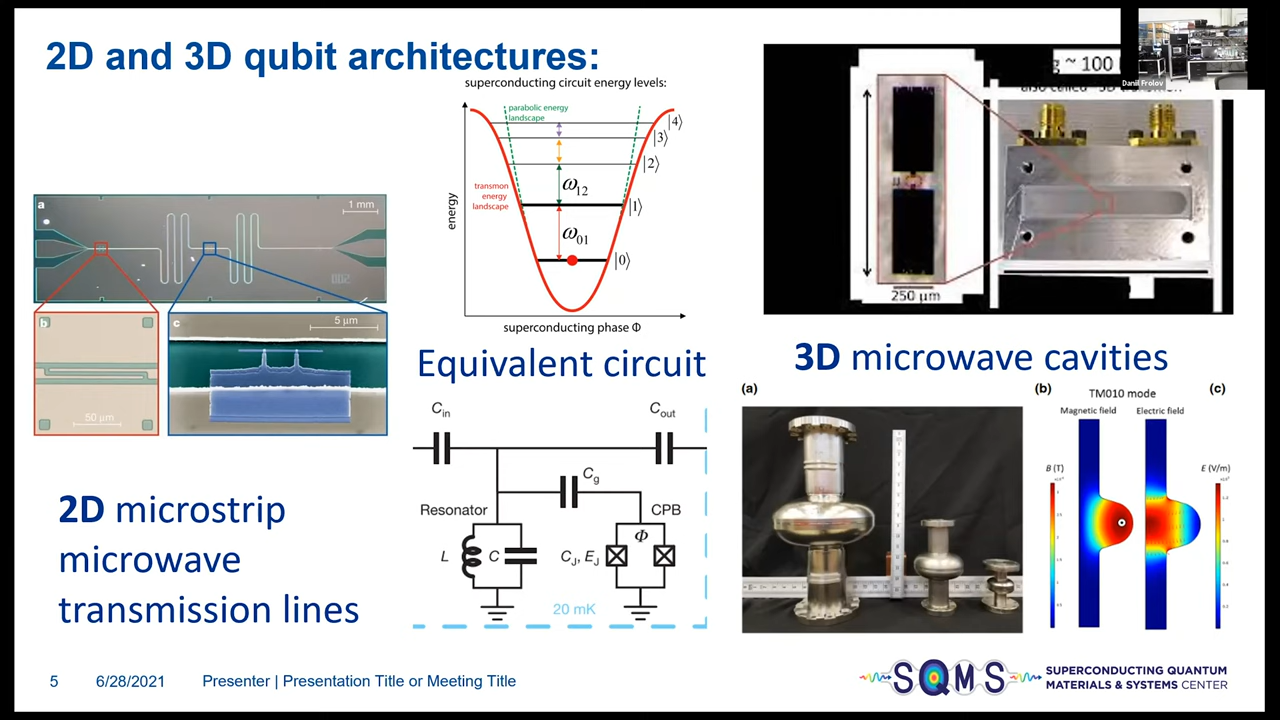 2D and 3D qubit architectures:
superconducting circuit energy levels:
parabolic energy
landscape
|4⟩
|3⟩
|2⟩
transmon
energy
landscape
ω12
|1⟩
energy
ω01
|0⟩
superconducting phase Φ
a
1 mm
b
50 µm
c
5 µm
2D microstrip
microwave
transmission lines
Equivalent circuit
Cin
Cout
Cg
Resonator
CPB
Φ
L
C
CJ, EJ
20 mK
~ 100
Danil Frolov
250 µm
3D microwave cavities
(a)
(b)
(c)
TM010 mode
Magnetic field
Electric field
B (T)
E (V/m)
5
6/28/2021
Presenter | Presentation Title or Meeting Title
SQMS
SUPERCONDUCTING QUANTUM
MATERIALS & SYSTEMS CENTER